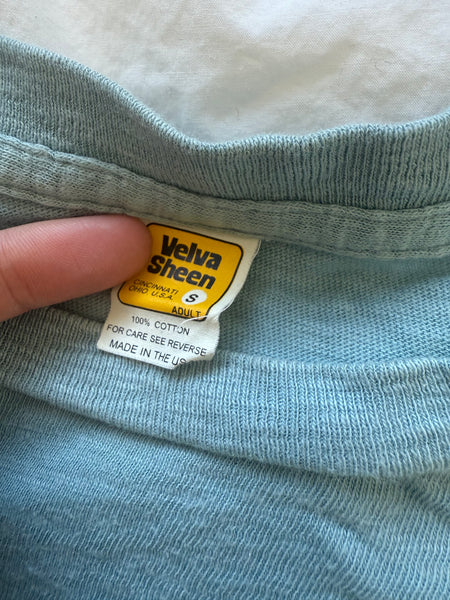 Velva
Sheen
CINCINNATI
OHIO U.S.A.
S
ADULT
100% COTTON
FOR CARE SEE REVERSE
MADE IN THE US